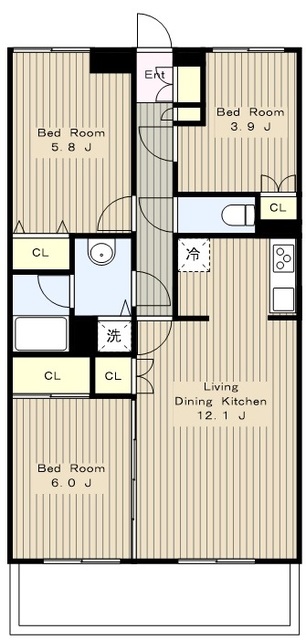 Ent
Bed Room
5.8 J
Bed Room
3.9 J
CL
CL
冷
洗
CL
CL
Living
Dining Kitchen
12.1 J
Bed Room
6.0 J